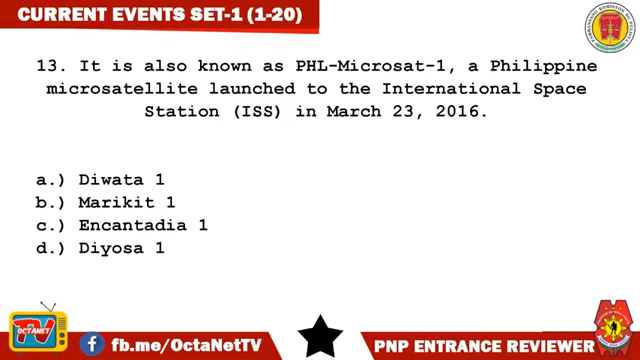 CURRENT EVENTS SET-1 (1-20)
13. It is also known as PHL-Microsat-1, a Philippine
microsatellite launched to the International Space
Station (ISS) in March 23, 2016.
a.) Diwata 1
b.) Marikit 1
c.) Encantadia 1
d.) Diyosa 1
TV
OCTANET
fb.me/OctaNetTV
PNP ENTRANCE REVIEWER